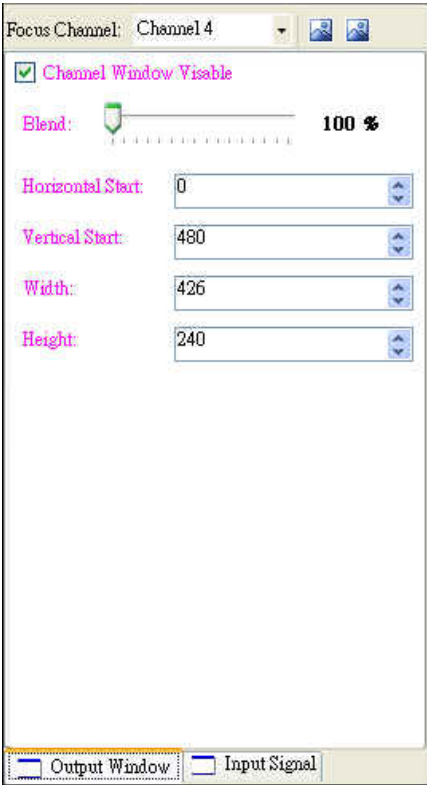 Focus Channel: Channel 4
Channel Window Visable
Blend: 100 %
Horizontal Start: 0
Vertical Start: 480
Width: 426
Height: 240
Output Window Input Signal